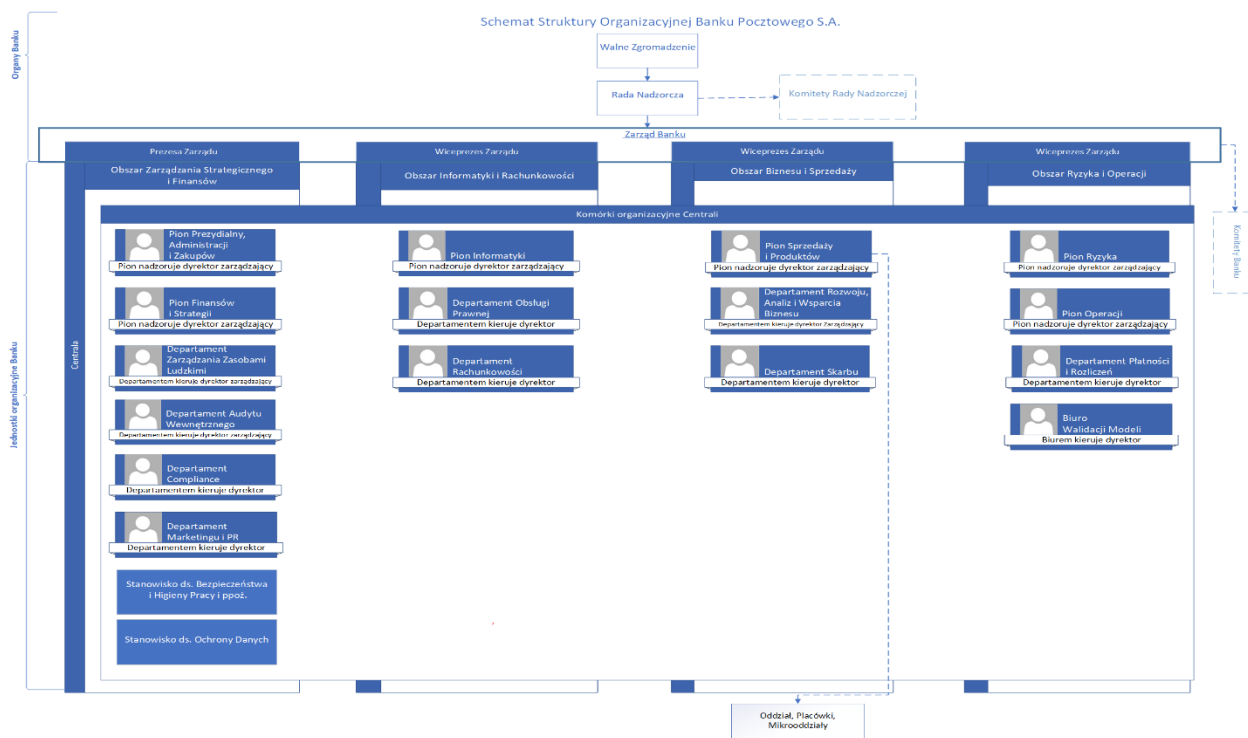 Schemat Struktury Organizacyjnej Banku Pocztowego S.A.
Organy Banku
Walne Zgromadzenie
Rada Nadzorcza
Komitety Rady Nadzorczej
Zarząd Banku
Prezesa Zarządu
Wiceprezes Zarządu
Wiceprezes Zarządu
Wiceprezes Zarządu
Obszar Zarządzania Strategicznego
i Finansów
Obszar Informatyki i Rachunkowości
Obszar Biznesu i Sprzedaży
Obszar Ryzyka i Operacji
Komitety Banku
Jednostki organizacyjne Banku
Centrala
Komórki organizacyjne Centrali
Pion Prezydialny,
Administracji
i Zakupów
Pion nadzoruje dyrektor zarządzający
Pion Finansów
i Strategii
Pion nadzoruje dyrektor zarządzający
Departament
Zarządzania Zasobami
Ludzkimi
Departamentem kieruje dyrektor zarządzający
Departament Audytu
Wewnętrznego
Departamentem kieruje dyrektor zarządzający
Departament
Compliance
Departamentem kieruje dyrektor
Departament
Marketingu i PR
Departamentem kieruje dyrektor
Stanowisko ds. Bezpieczeństwa
i Higieny Pracy i ppoż.
Stanowisko ds. Ochrony Danych
Pion Informatyki
Pion nadzoruje dyrektor zarządzający
Departament Obsługi
Prawnej
Departamentem kieruje dyrektor
Departament
Rachunkowości
Departamentem kieruje dyrektor
Pion Sprzedaży
i Produktów
Pion nadzoruje dyrektor zarządzający
Departament Rozwoju,
Analiz i Wsparcia
Biznesu
Departamentem kieruje dyrektor Zarządzający
Departament Skarbu
Departamentem kieruje dyrektor
Pion Ryzyka
Pion nadzoruje dyrektor zarządzający
Pion Operacji
Pion nadzoruje dyrektor zarządzający
Departament Płatności
i Rozliczeń
Departamentem kieruje dyrektor
Biuro
Walidacji Modeli
Biurem kieruje dyrektor
Oddział, Placówki,
Mikrooddziały